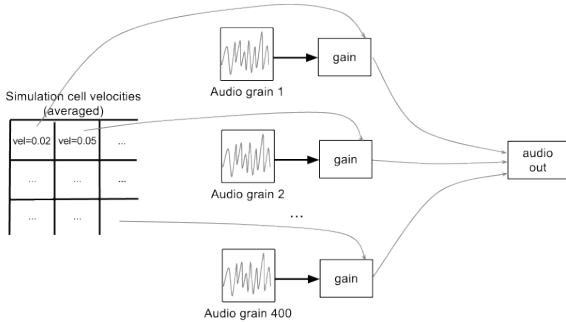 gain
Audio grain 1
Simulation cell velocities
(averaged)
vel=0.02 vel=0.05 ...
... ... ...
... ...
gain
Audio grain 2
...
audio
out
gain
Audio grain 400